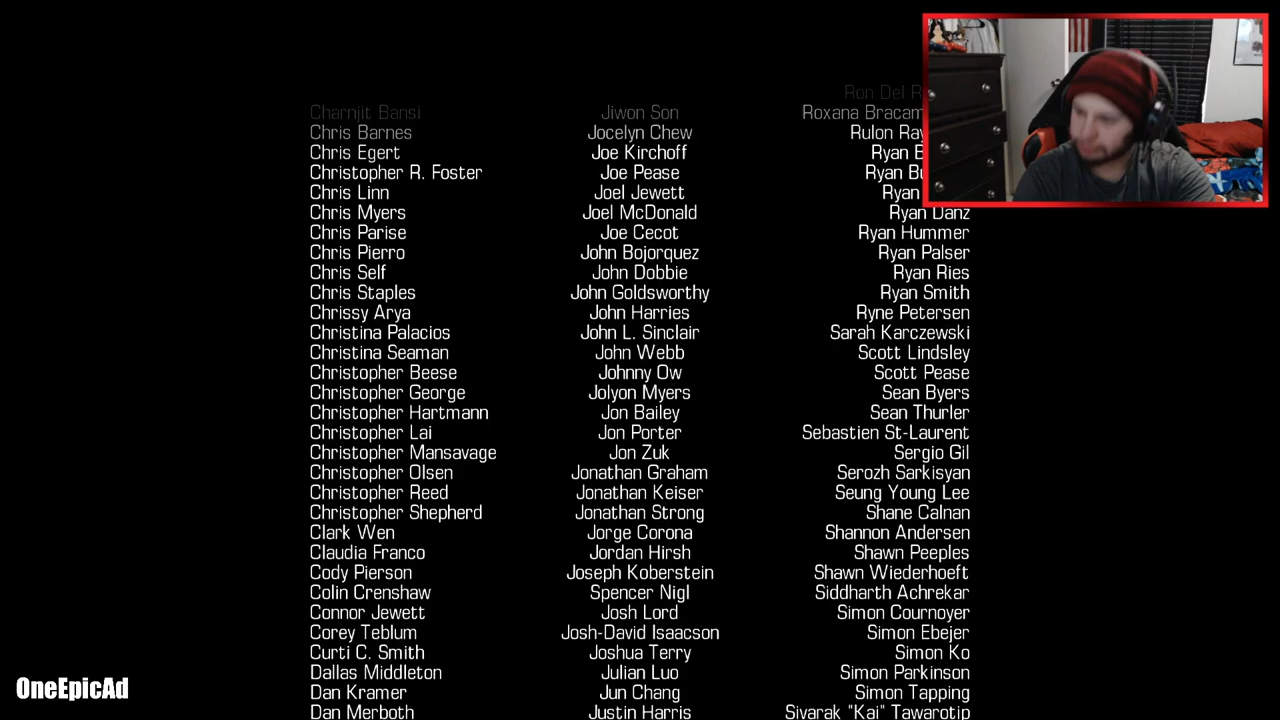 Charnjit Bansi
Chris Barnes
Chris Egert
Christopher R. Foster
Chris Linn
Chris Myers
Chris Parise
Chris Pierro
Chris Self
Chris Staples
Chrissy Arya
Christina Palacios
Christina Seaman
Christopher Beese
Christopher George
Christopher Hartmann
Christopher Lai
Christopher Mansavage
Christopher Olsen
Christopher Reed
Christopher Shepherd
Clark Wen
Claudia Franco
Cody Pierson
Colin Crenshaw
Connor Jewett
Corey Teblum
Curti C. Smith
Dallas Middleton
Dan Kramer
Dan Merboth
Jiwon Son
Jocelyn Chew
Joe Kirchoff
Joe Pease
Joel Jewett
Joel McDonald
Joe Cecot
John Bojorquez
John Dobbie
John Goldsworthy
John Harries
John L. Sinclair
John Webb
Johnny Ow
Jolyon Myers
Jon Bailey
Jon Porter
Jon Zuk
Jonathan Graham
Jonathan Keiser
Jonathan Strong
Jorge Corona
Jordan Hirsh
Joseph Koberstein
Spencer Nigl
Josh Lord
Josh-David Isaacson
Joshua Terry
Julian Luo
Jun Chang
Justin Harris
Ron Del
Roxana
Rulon
Ryan
Ryan
Ryan
Ryan Danz
Ryan Hummer
Ryan Palser
Ryan Ries
Ryan Smith
Ryne Petersen
Sarah Karczewski
Scott Lindsley
Scott Pease
Sean Byers
Sean Thurler
Sebastien St-Laurent
Sergio Gil
Serozh Sarkisyan
Seung Young Lee
Shane Calnan
Shannon Andersen
Shawn Peeples
Shawn Wiederhoeft
Siddharth Achrekar
Simon Cournoyer
Simon Ebejer
Simon Ko
Simon Parkinson
Simon Tapping
Sivarak "Kai" Tawarotip
OneEpicAd